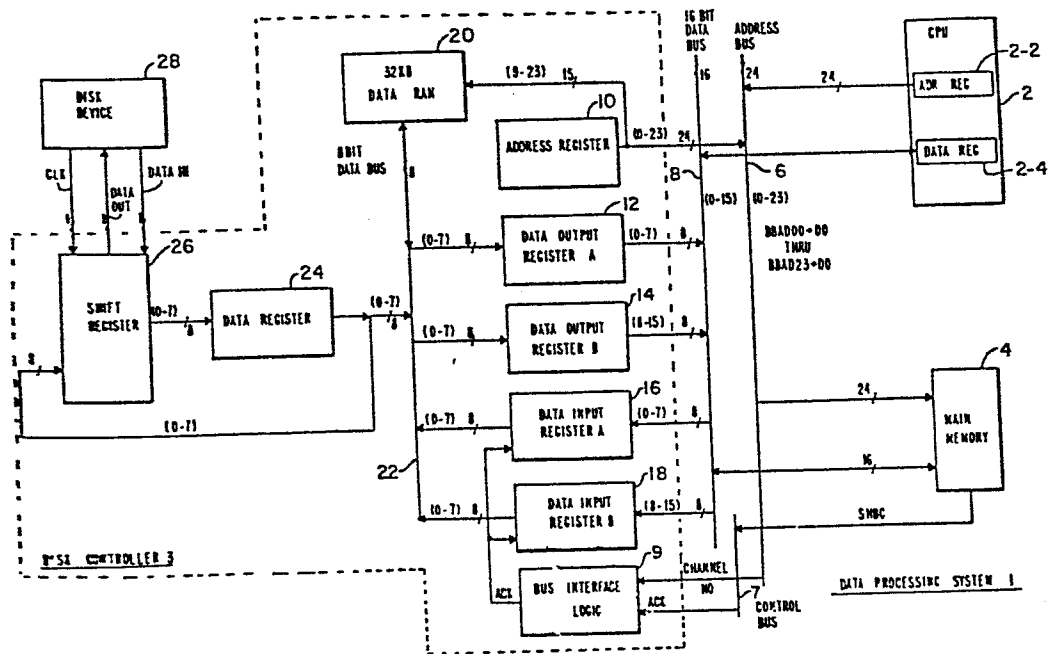 28
DISK
DEVICE
CLK
DATA
OUT
DATA IN
26
SHIFT
REGISTER
(0-7)
8
24
DATA REGISTER
(0-7)
8
8
(0-7)
DISK CONTROLLER 3
20
32KB
DATA RAM
(9-23)
15
8 BIT
DATA BUS
8
10
ADDRESS REGISTER
(0-23)
24
12
(0-7)
8
DATA OUTPUT
REGISTER A
(0-7)
8
14
(0-7)
8
DATA OUTPUT
REGISTER B
(8-15)
8
16
(0-7)
8
DATA INPUT
REGISTER A
(0-7)
8
22
18
(0-7)
8
DATA INPUT
REGISTER B
(8-15)
8
9
BUS INTERFACE
LOGIC
ACK
CHANNEL
NO
ACK
7
CONTROL
BUS
16 BIT
DATA
BUS
16
ADDRESS
BUS
24
24
8
6
(0-15)
(0-23)
BBAD00+00
THRU
BBAD23+00
CPU
2-2
ADR REG
2
DATA REG
2-4
4
24
MAIN
MEMORY
16
SMBC
DATA PROCESSING SYSTEM 1